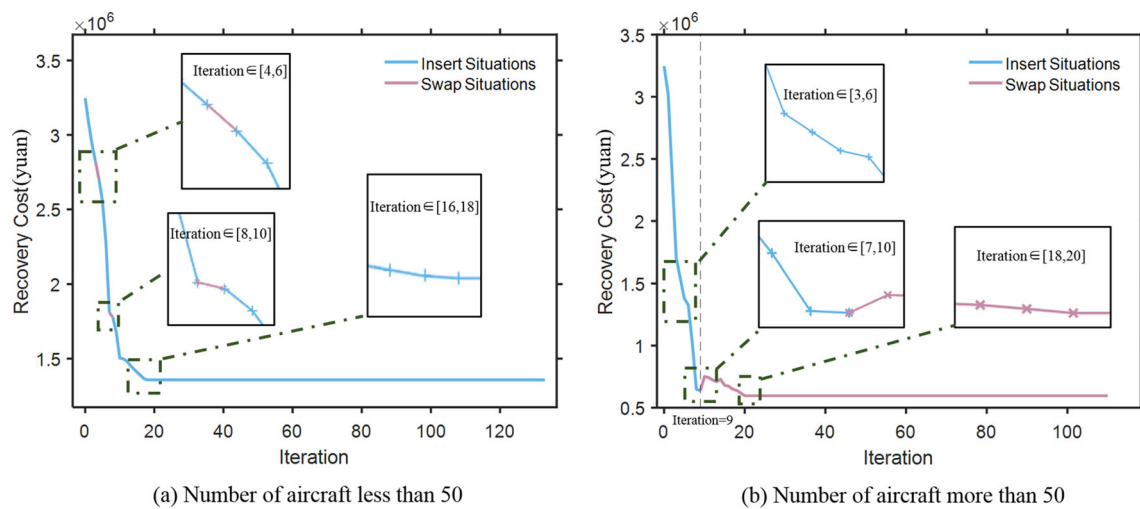 ×10⁶
3.5
3
2.5
2
1.5
1
0 20 40 60 80 100 120
Recovery Cost(yuan)
Iteration
Insert Situations
Swap Situations
Iteration∈[4,6]
Iteration∈[8,10]
Iteration∈[16,18]
(a) Number of aircraft less than 50
×10⁶
3.5
3
2.5
2
1.5
1
0.5
0 20 40 60 80 100
Recovery Cost(yuan)
Iteration=9
Iteration
Insert Situations
Swap Situations
Iteration∈[3,6]
Iteration∈[7,10]
Iteration∈[18,20]
(b) Number of aircraft more than 50